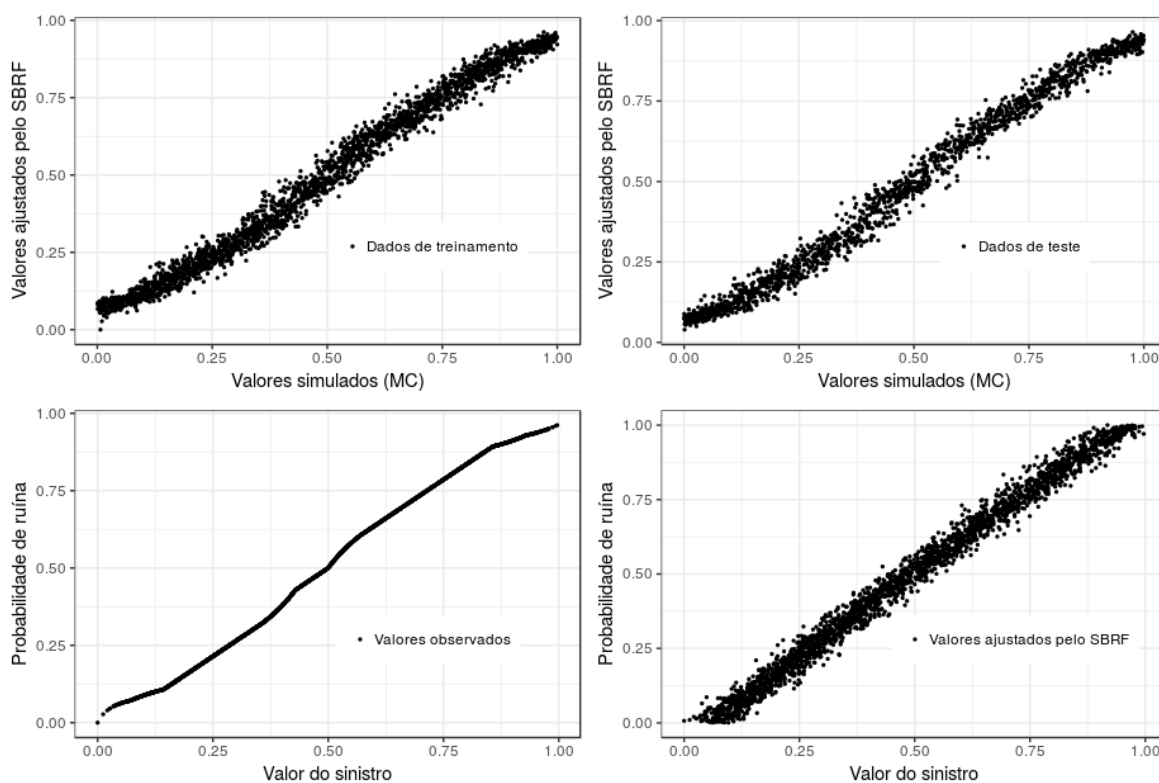 Valores ajustados pelo SBRF
1.00
0.75
0.50
0.25
0.00
Dados de treinamento
0.00 0.25 0.50 0.75 1.00
Valores simulados (MC)
Valores ajustados pelo SBRF
1.00
0.75
0.50
0.25
0.00
Dados de teste
0.00 0.25 0.50 0.75 1.00
Valores simulados (MC)
Probabilidade de ruína
1.00
0.75
0.50
0.25
0.00
Valores observados
0.00 0.25 0.50 0.75 1.00
Valor do sinistro
Probabilidade de ruína
1.00
0.75
0.50
0.25
0.00
Valores ajustados pelo SBRF
0.00 0.25 0.50 0.75 1.00
Valor do sinistro